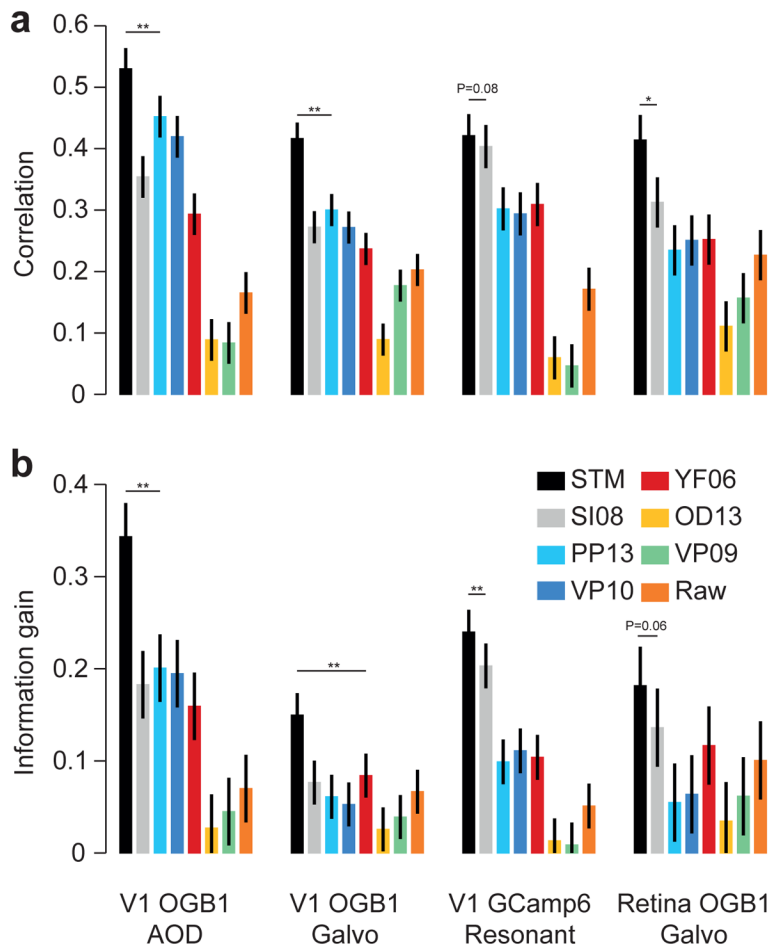 a
Correlation
0.6
0.5
0.4
0.3
0.2
0.1
0
**
**
P=0.08
*
b
Information gain
0.4
0.3
0.2
0.1
0
**
**
**
P=0.06
STM
SI08
PP13
VP10
YF06
OD13
VP09
Raw
V1 OGB1
AOD
V1 OGB1
Galvo
V1 GCamp6
Resonant
Retina OGB1
Galvo